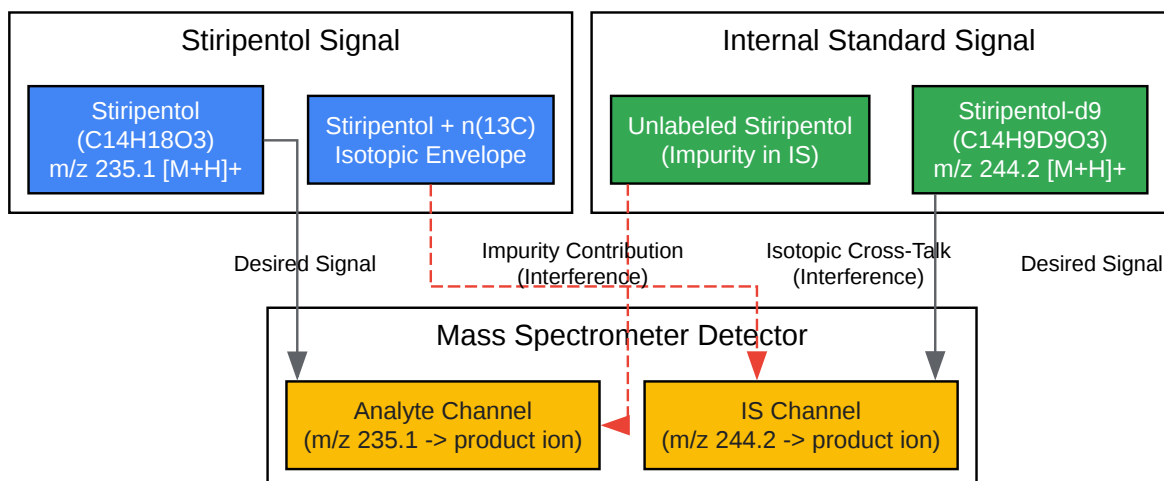 Stiripentol Signal
Internal Standard Signal
Stiripentol
(C14H18O3)
m/z 235.1 [M+H]+
Stiripentol + n(13C)
Isotopic Envelope
Unlabeled Stiripentol
(Impurity in IS)
Stiripentol-d9
(C14H9D9O3)
m/z 244.2 [M+H]+
Desired Signal
Impurity Contribution
(Interference)
Isotopic Cross-Talk
(Interference)
Desired Signal
Mass Spectrometer Detector
Analyte Channel
(m/z 235.1 -> product ion)
IS Channel
(m/z 244.2 -> product ion)